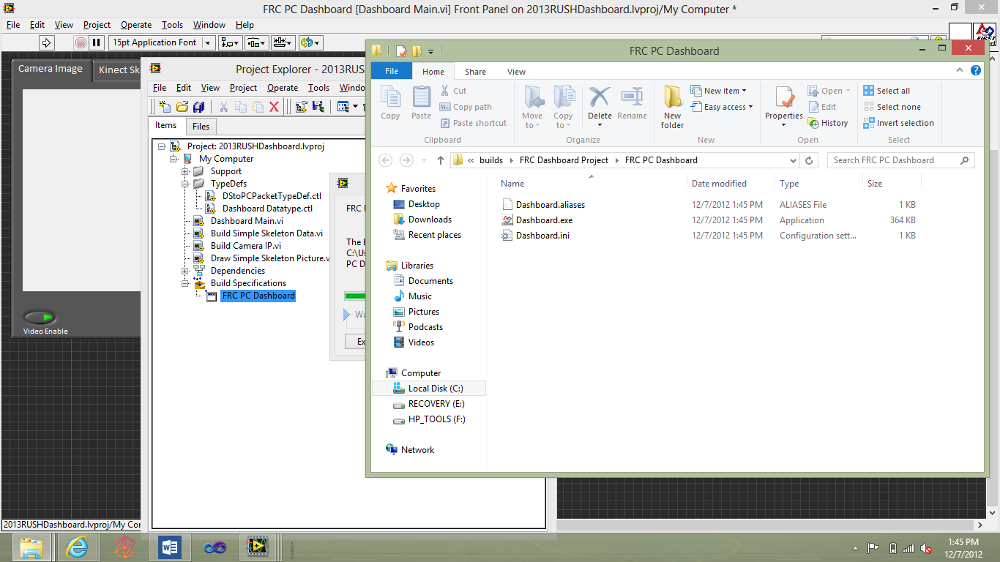 FRC PC Dashboard [Dashboard Main.vi] Front Panel on 2013RUSHDashboard.lvproj/My Computer *
File Edit View Project Operate Tools Window Help
15pt Application Font
FIRST
Camera Image
Kinect Sk
Video Enable
2013RUSHDashboard.lvproj/My Cor
Project Explorer - 2013RUS
File Edit View Project Operate Tools Windo
Items Files
Project: 2013RUSHDashboard.lvproj
My Computer
Support
TypeDefs
DStoPCPacketTypeDef.ctl
Dashboard Datatype.ctl
Dashboard Main.vi
Build Simple Skeleton Data.vi
Build Camera IP.vi
Draw Simple Skeleton Picture.v
Dependencies
Build Specifications
FRC PC Dashboard
FRC
The b
C:\Us
PC D
Wa
Ex
FRC PC Dashboard
File Home Share View
Copy
Paste
Cut
Copy path
Paste shortcut
Clipboard
Move to
Copy to
Delete
Rename
Organize
New folder
New item
Easy access
New
Properties
Open
Edit
History
Open
Select all
Select none
Invert selection
Select
« builds FRC Dashboard Project FRC PC Dashboard
Search FRC PC Dashboard
Favorites
Desktop
Downloads
Recent places
Libraries
Documents
Music
Pictures
Podcasts
Videos
Computer
Local Disk (C:)
RECOVERY (E:)
HP_TOOLS (F:)
Network
Name Date modified Type Size
Dashboard.aliases 12/7/2012 1:45 PM ALIASES File 1 KB
Dashboard.exe 12/7/2012 1:45 PM Application 364 KB
Dashboard.ini 12/7/2012 1:45 PM Configuration sett... 1 KB
1:45 PM
12/7/2012